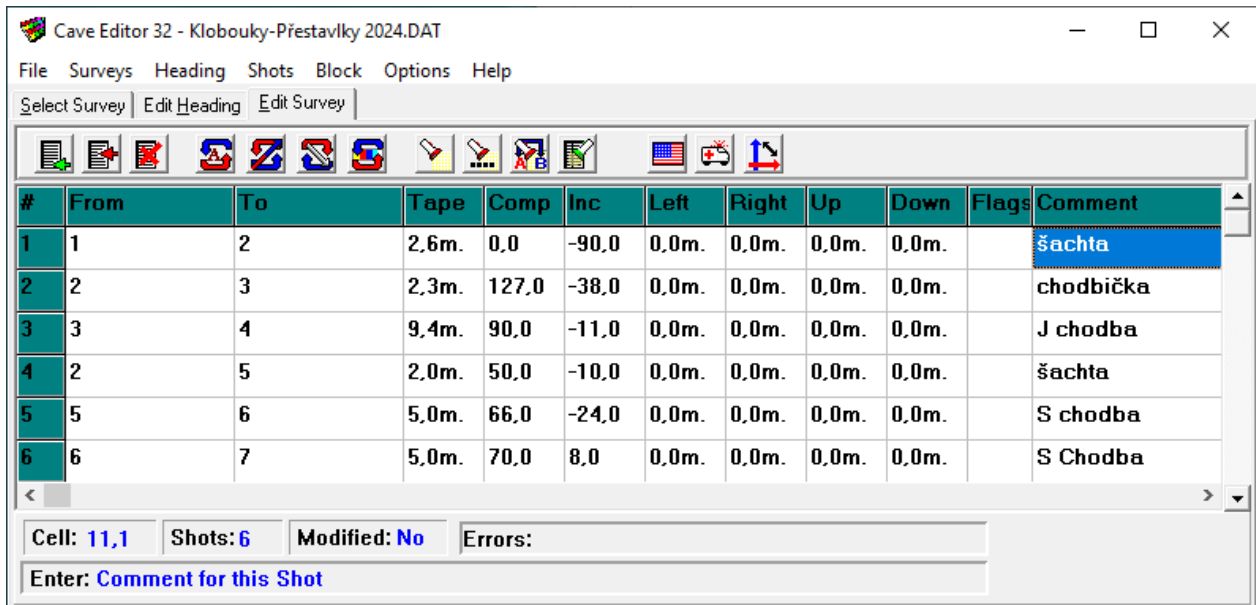 Cave Editor 32 - Klobouky-Přestavlky 2024.DAT
File Surveys Heading Shots Block Options Help
Select Survey Edit Heading Edit Survey
# From To Tape Comp Inc Left Right Up Down Flags Comment
1 1 2 2,6m. 0,0 -90,0 0,0m. 0,0m. 0,0m. 0,0m. šachta
2 2 3 2,3m. 127,0 -38,0 0,0m. 0,0m. 0,0m. 0,0m. chodbička
3 3 4 9,4m. 90,0 -11,0 0,0m. 0,0m. 0,0m. 0,0m. J chodba
4 2 5 2,0m. 50,0 -10,0 0,0m. 0,0m. 0,0m. 0,0m. šachta
5 5 6 5,0m. 66,0 -24,0 0,0m. 0,0m. 0,0m. 0,0m. S chodba
6 6 7 5,0m. 70,0 8,0 0,0m. 0,0m. 0,0m. 0,0m. S Chodba
Cell: 11,1 Shots: 6 Modified: No Errors:
Enter: Comment for this Shot